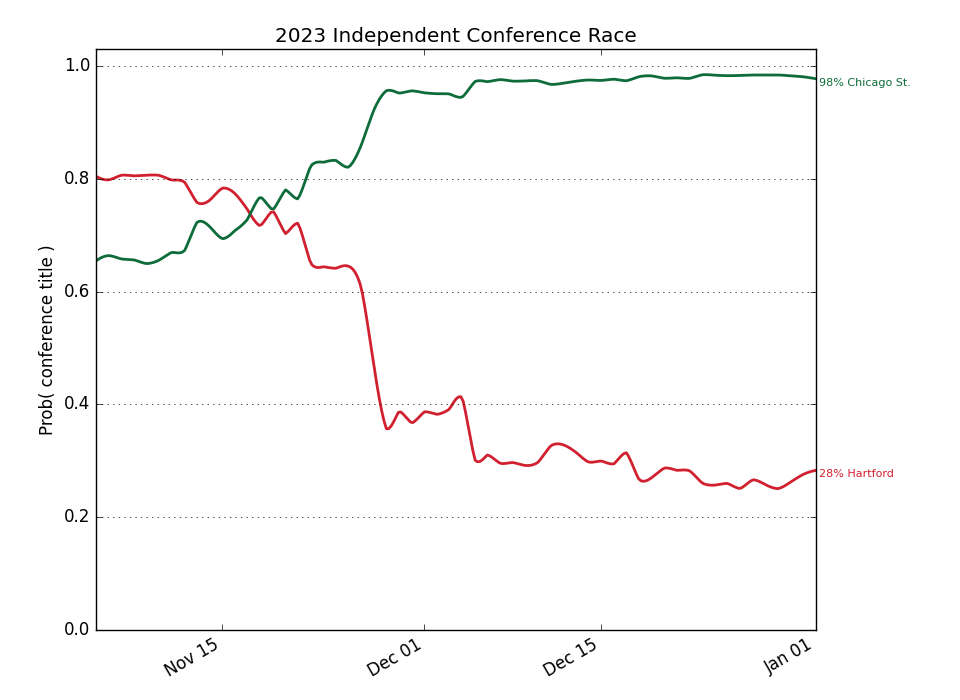 2023 Independent Conference Race
1.0
98% Chicago St.
0.8
0.6
Prob( conference title )
0.4
28% Hartford
0.2
0.0
Nov 15
Dec 01
Dec 15
Jan 01